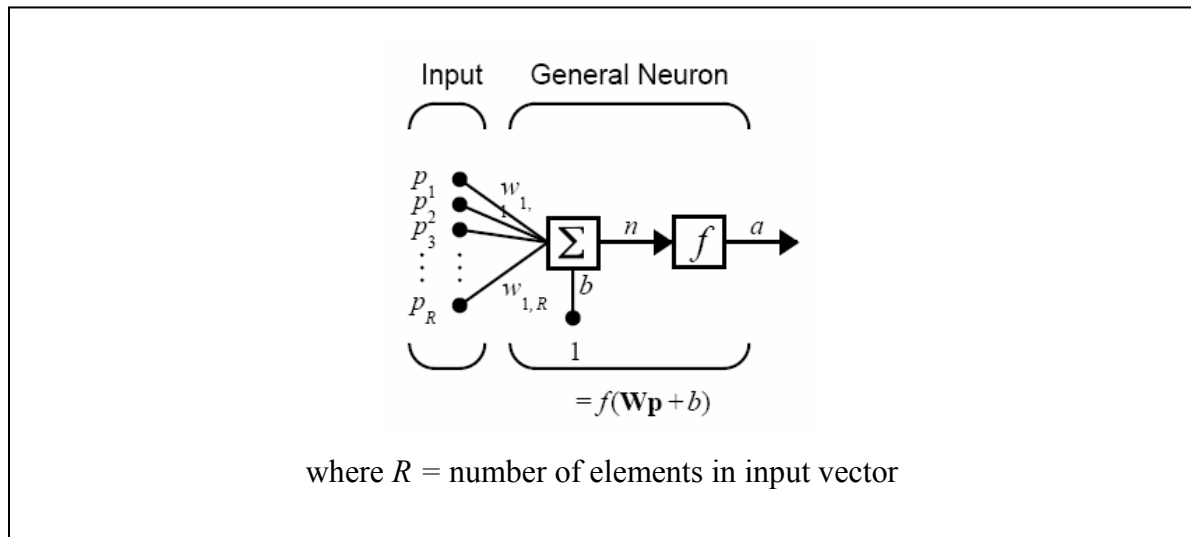 Input General Neuron
p1 w1,1
p2
p3
n f a
Σ
⋮ ⋮ b
pR w1,R
1
= f(Wp + b)
where R = number of elements in input vector